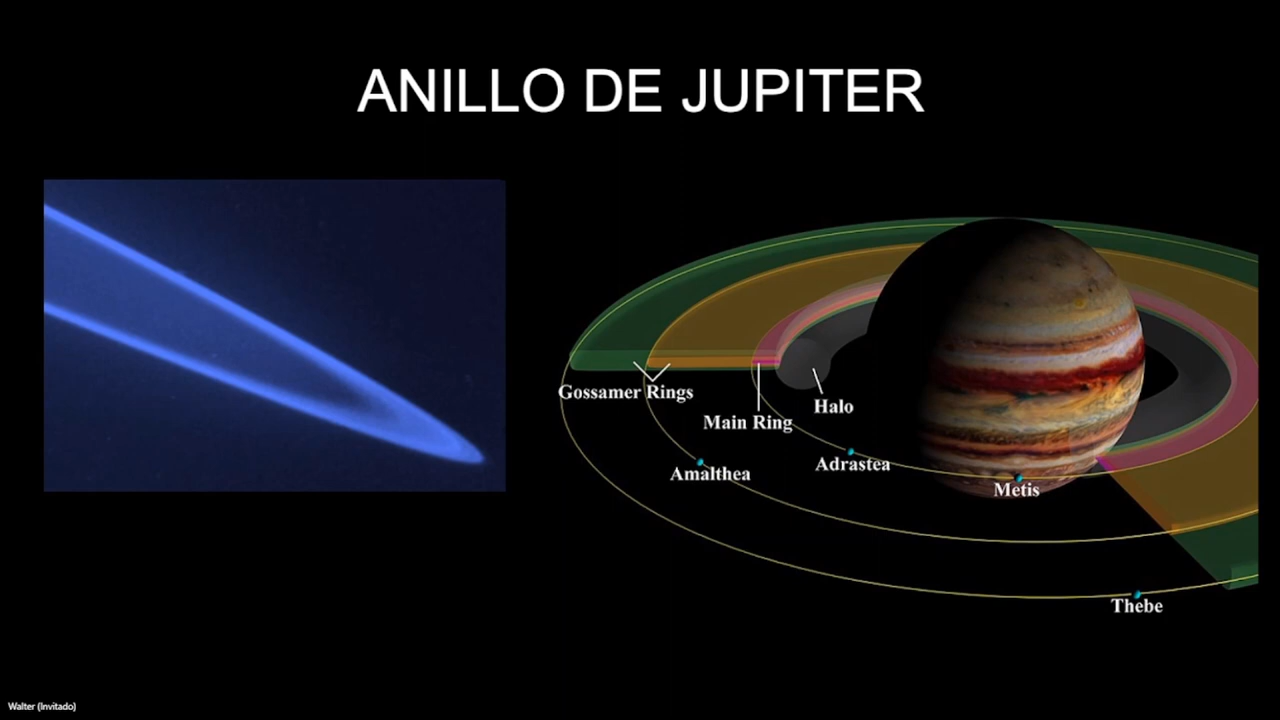 ANILLO DE JUPITER
Gossamer Rings
Main Ring
Halo
Amalthea
Adrastea
Metis
Thebe
Walter (Invitado)